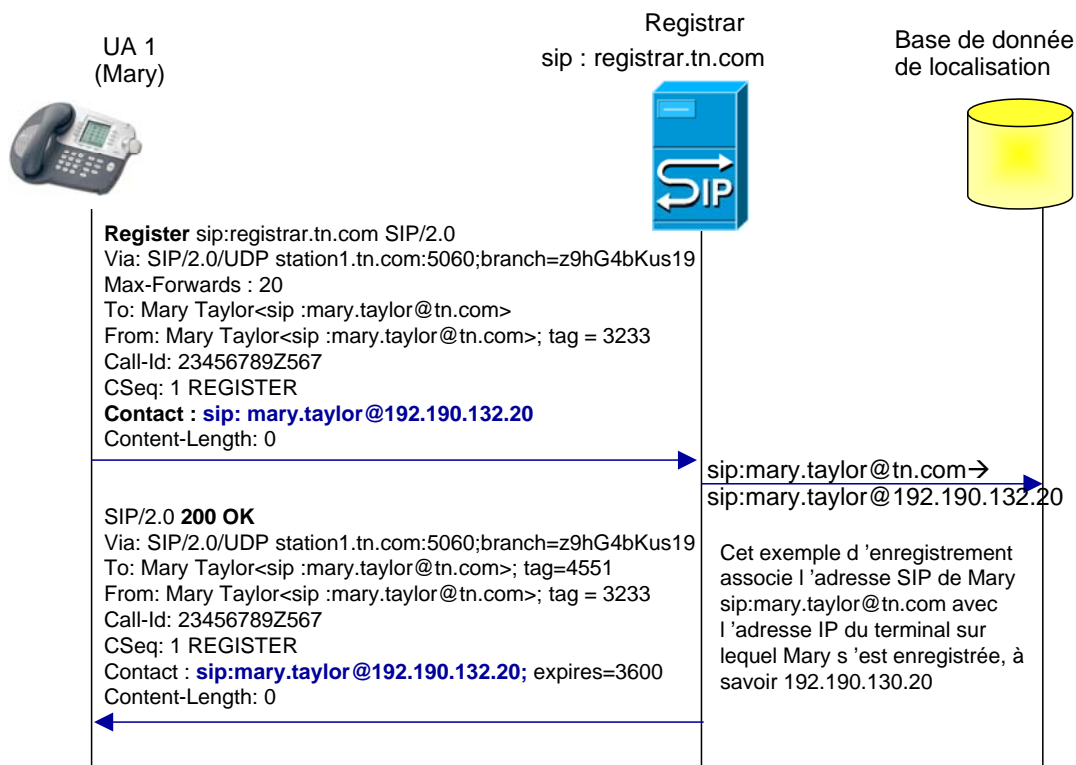 UA 1
(Mary)
Registrar
sip : registrar.tn.com
Base de donnée
de localisation
SIP
Register sip:registrar.tn.com SIP/2.0
Via: SIP/2.0/UDP station1.tn.com:5060;branch=z9hG4bKus19
Max-Forwards : 20
To: Mary Taylor<sip :mary.taylor@tn.com>
From: Mary Taylor<sip :mary.taylor@tn.com>; tag = 3233
Call-Id: 23456789Z567
CSeq: 1 REGISTER
Contact : sip: mary.taylor@192.190.132.20
Content-Length: 0
sip:mary.taylor@tn.com→
sip:mary.taylor@192.190.132.20
SIP/2.0 200 OK
Via: SIP/2.0/UDP station1.tn.com:5060;branch=z9hG4bKus19
To: Mary Taylor<sip :mary.taylor@tn.com>; tag=4551
From: Mary Taylor<sip :mary.taylor@tn.com>; tag = 3233
Call-Id: 23456789Z567
CSeq: 1 REGISTER
Contact : sip:mary.taylor@192.190.132.20; expires=3600
Content-Length: 0
Cet exemple d ’enregistrement
associe l ’adresse SIP de Mary
sip:mary.taylor@tn.com avec
l ’adresse IP du terminal sur
lequel Mary s ’est enregistrée, à
savoir 192.190.130.20